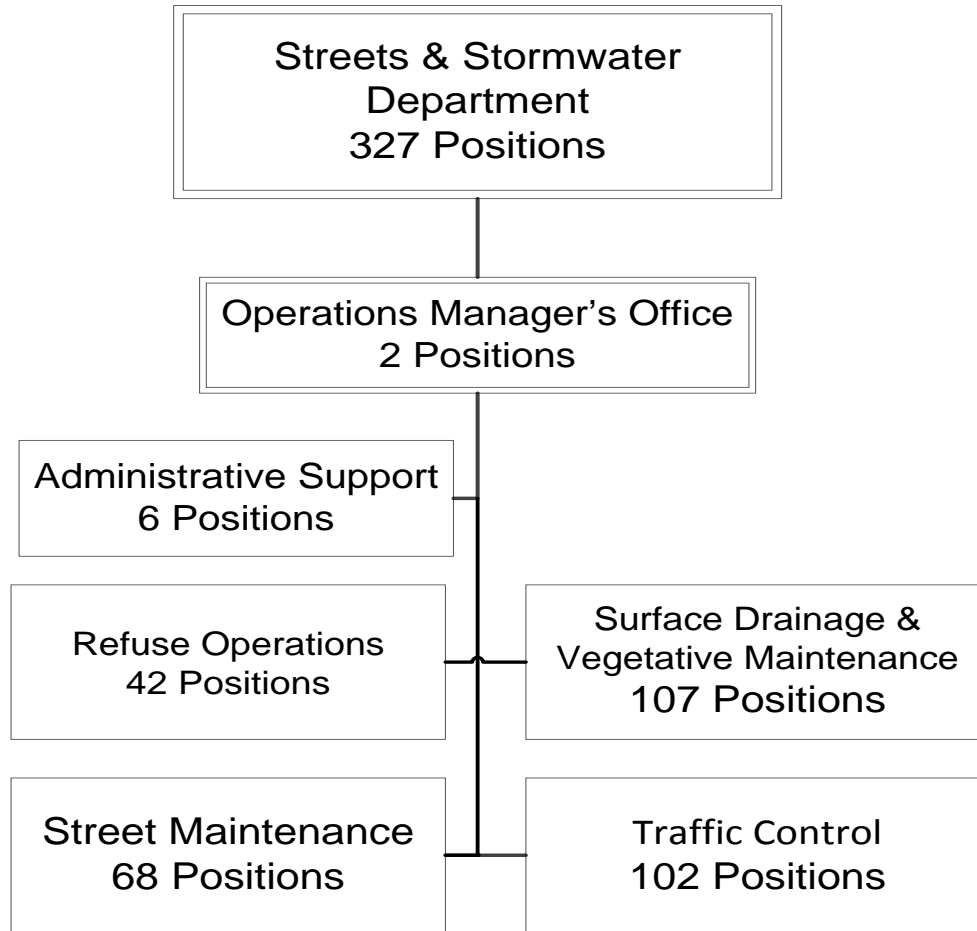 Streets & Stormwater
Department
327 Positions
Operations Manager’s Office
2 Positions
Administrative Support
6 Positions
Refuse Operations
42 Positions
Surface Drainage &
Vegetative Maintenance
107 Positions
Street Maintenance
68 Positions
Traffic Control
102 Positions